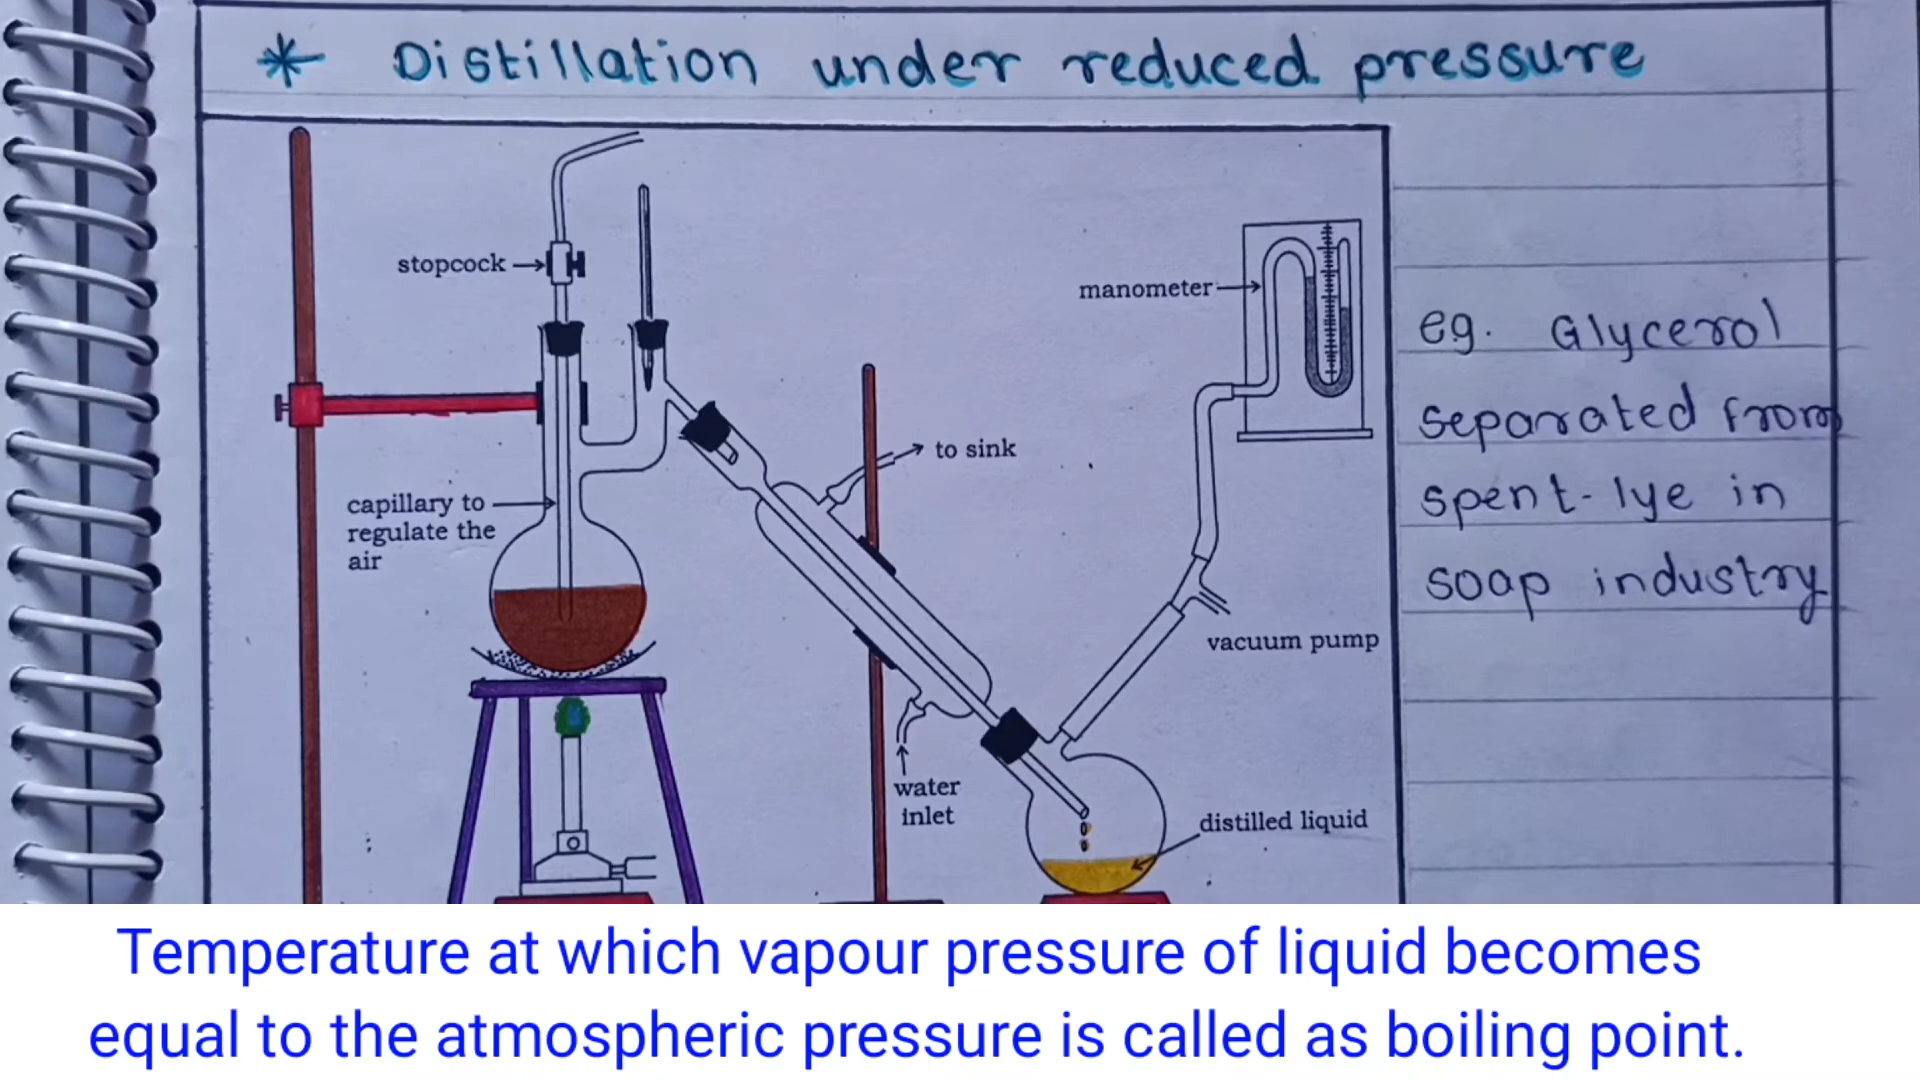 * Distillation under reduced pressure
stopcock
manometer
eg. Glycerol
separated from
spent-lye in
soap industry
to sink
capillary to
regulate the
air
vacuum pump
water
inlet
distilled liquid
Temperature at which vapour pressure of liquid becomes
equal to the atmospheric pressure is called as boiling point.